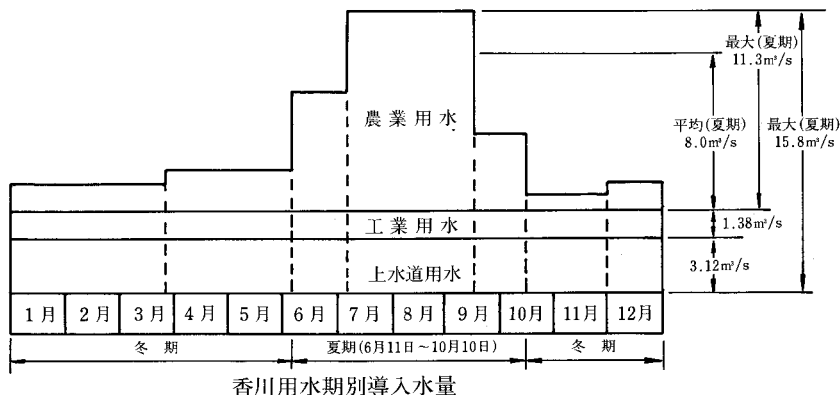 最大(夏期)
11.3m³/s
農業用水
平均(夏期)
8.0m³/s
最大(夏期)
15.8m³/s
工業用水
1.38m³/s
上水道用水
3.12m³/s
1月 2月 3月 4月 5月 6月 7月 8月 9月 10月 11月 12月
冬期 夏期(6月11日～10月10日) 冬期
香川用水期別導入水量